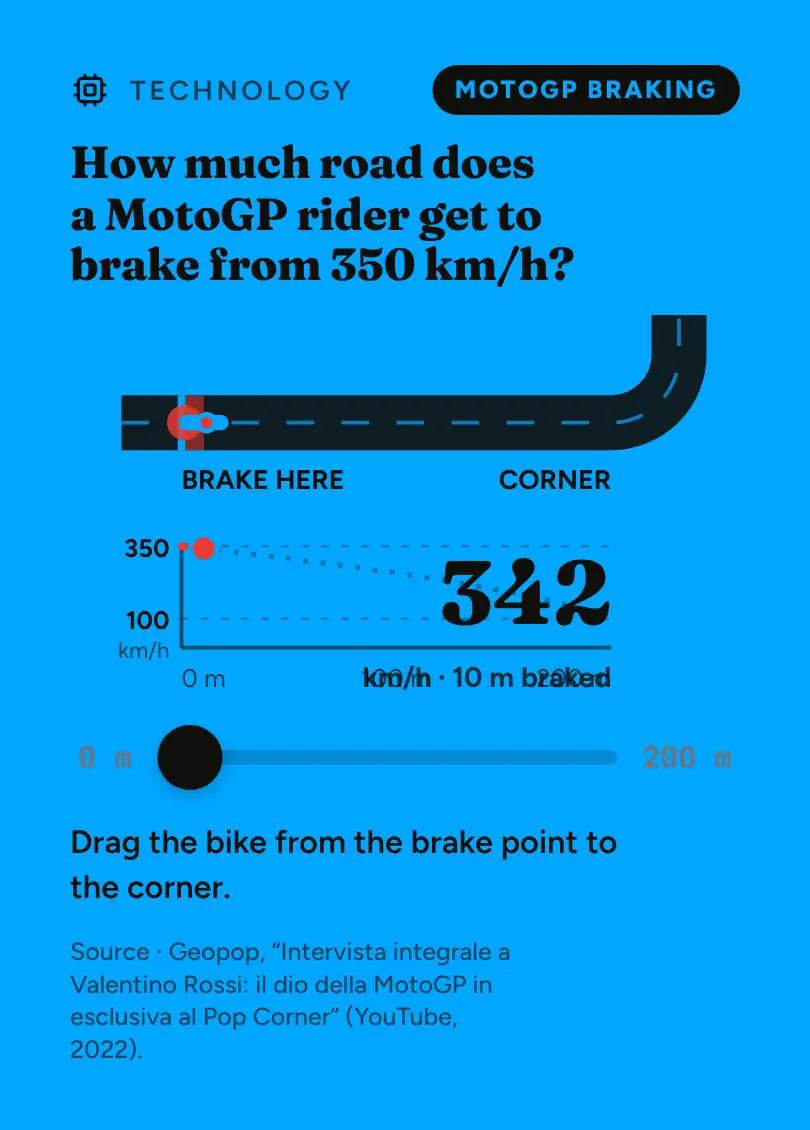 TECHNOLOGY
MOTOGP BRAKING
How much road does
a MotoGP rider get to
brake from 350 km/h?
BRAKE HERE
CORNER
350
100
km/h
342
0 m
km/h · 10 m braked
0 m
200 m
Drag the bike from the brake point to
the corner.
Source · Geopop, “Intervista integrale a
Valentino Rossi: il dio della MotoGP in
esclusiva al Pop Corner” (YouTube,
2022).